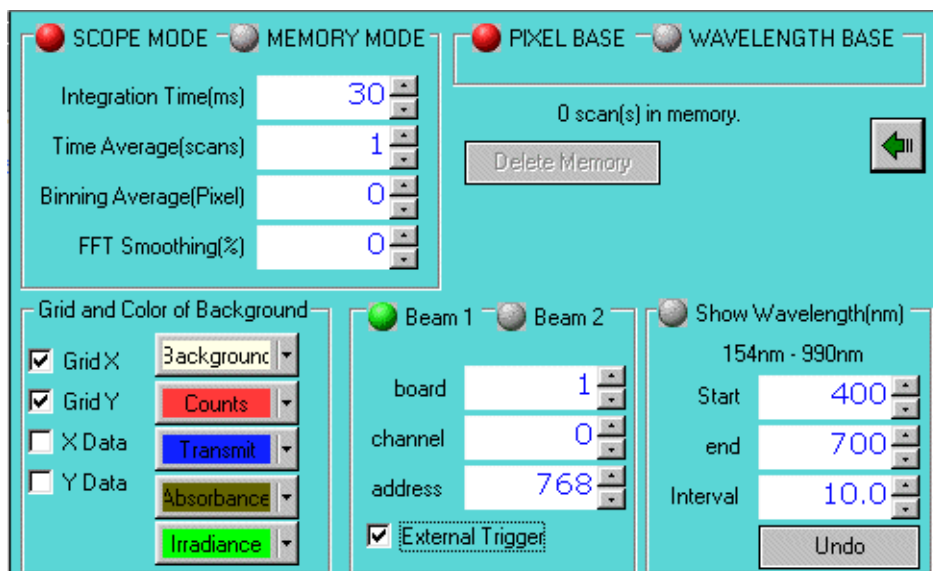 SCOPE MODE MEMORY MODE
Integration Time(ms) 30
Time Average(scans) 1
Binning Average(Pixel) 0
FFT Smoothing(%) 0
PIXEL BASE WAVELENGTH BASE
0 scan(s) in memory.
Delete Memory
Grid and Color of Background
Grid X Background
Grid Y Counts
X Data Transmit
Y Data
Absorbance
Irradiance
Beam 1 Beam 2
board 1
channel 0
address 768
External Trigger
Show Wavelength(nm)
154nm - 990nm
Start 400
end 700
Interval 10.0
Undo